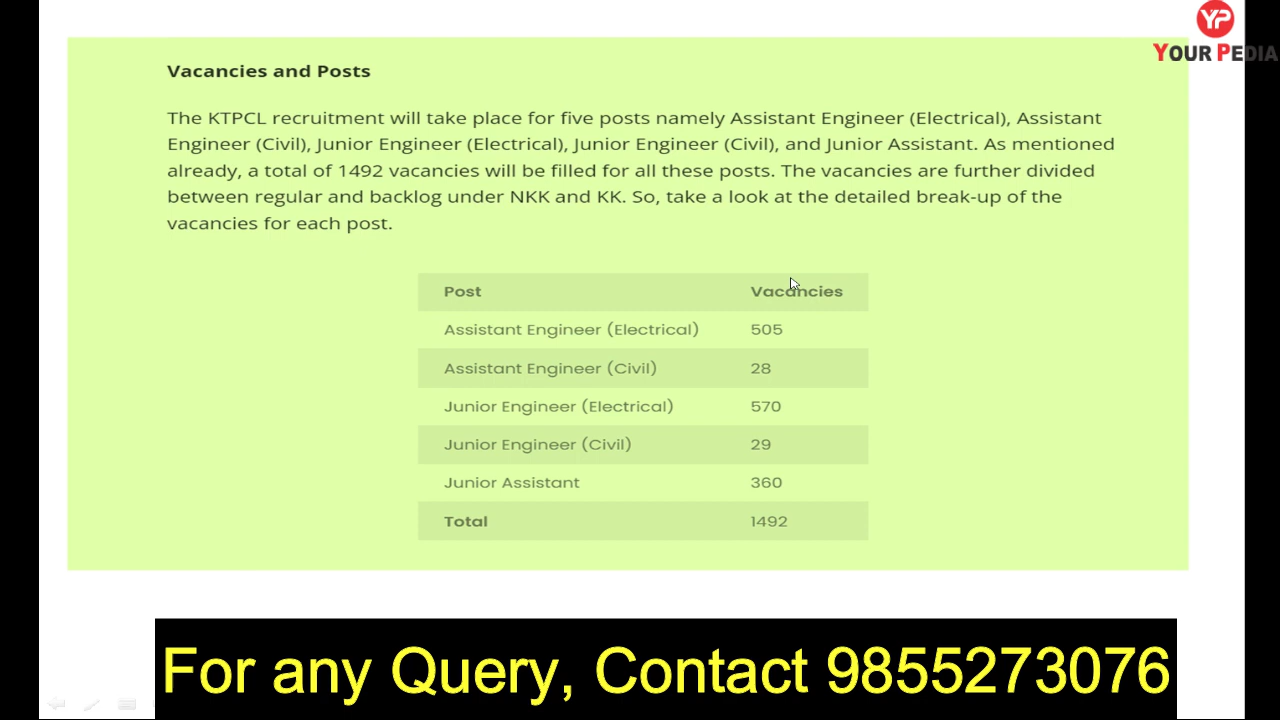 YP
YOUR PEDIA
Vacancies and Posts
The KTPCL recruitment will take place for five posts namely Assistant Engineer (Electrical), Assistant
Engineer (Civil), Junior Engineer (Electrical), Junior Engineer (Civil), and Junior Assistant. As mentioned
already, a total of 1492 vacancies will be filled for all these posts. The vacancies are further divided
between regular and backlog under NKK and KK. So, take a look at the detailed break-up of the
vacancies for each post.
Post Vacancies
Assistant Engineer (Electrical) 505
Assistant Engineer (Civil) 28
Junior Engineer (Electrical) 570
Junior Engineer (Civil) 29
Junior Assistant 360
Total 1492
For any Query, Contact 9855273076